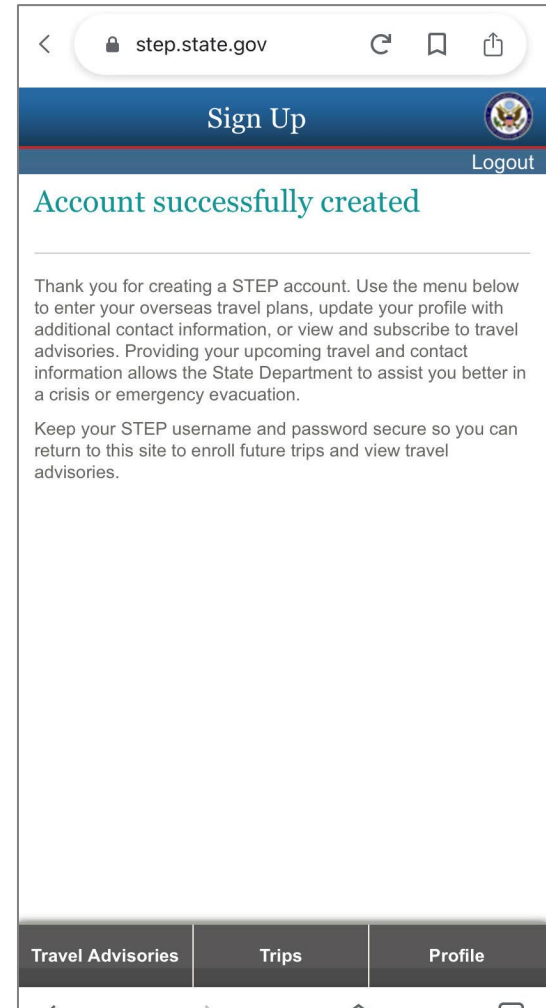 step.state.gov
Sign Up
Logout
Account successfully created
Thank you for creating a STEP account. Use the menu below
to enter your overseas travel plans, update your profile with
additional contact information, or view and subscribe to travel
advisories. Providing your upcoming travel and contact
information allows the State Department to assist you better in
a crisis or emergency evacuation.
Keep your STEP username and password secure so you can
return to this site to enroll future trips and view travel
advisories.
Travel Advisories
Trips
Profile